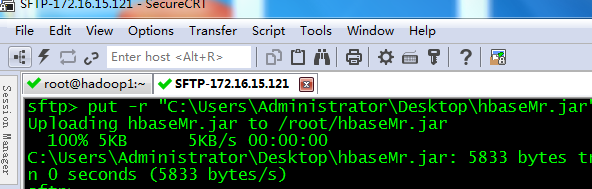 SFTP-172.16.15.121 - SecureCRT
File Edit View Options Transfer Script Tools Window Help
Enter host <Alt+R>
Session Manager
root@hadoop1:~ SFTP-172.16.15.121
sftp> put -r "C:\Users\Administrator\Desktop\hbaseMr.jar"
Uploading hbaseMr.jar to /root/hbaseMr.jar
100% 5KB 5KB/s 00:00:00
C:\Users\Administrator\Desktop\hbaseMr.jar: 5833 bytes tr
n 0 seconds (5833 bytes/s)
sftp>